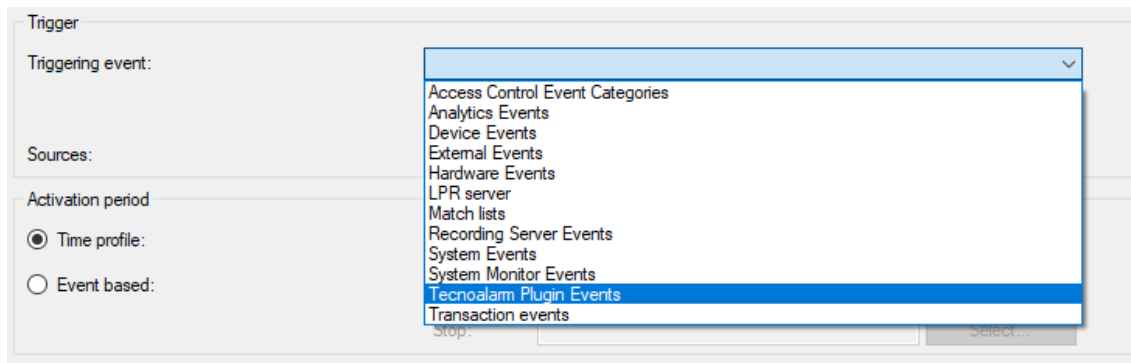 Trigger
Triggering event:
Access Control Event Categories
Analytics Events
Device Events
External Events
Hardware Events
LPR server
Match lists
Recording Server Events
System Events
System Monitor Events
Tecnoalarm Plugin Events
Transaction events
Sources:
Activation period
Time profile:
Event based:
Stop:
Select...